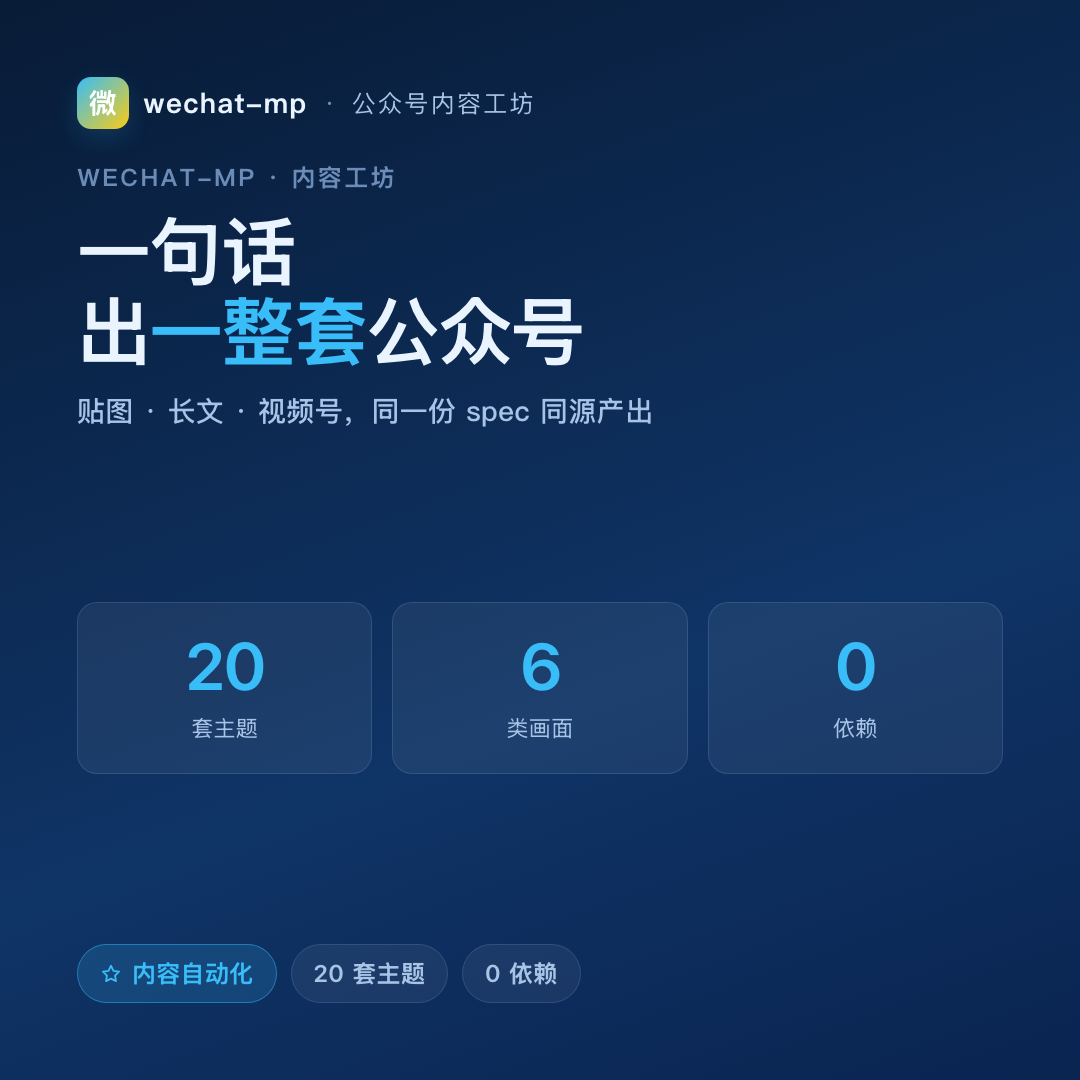 微 wechat-mp · 公众号内容工坊
WECHAT-MP · 内容工坊
一句话
出一整套公众号
贴图 · 长文 · 视频号，同一份 spec 同源产出
20
套主题
6
类画面
0
依赖
内容自动化
20 套主题
0 依赖